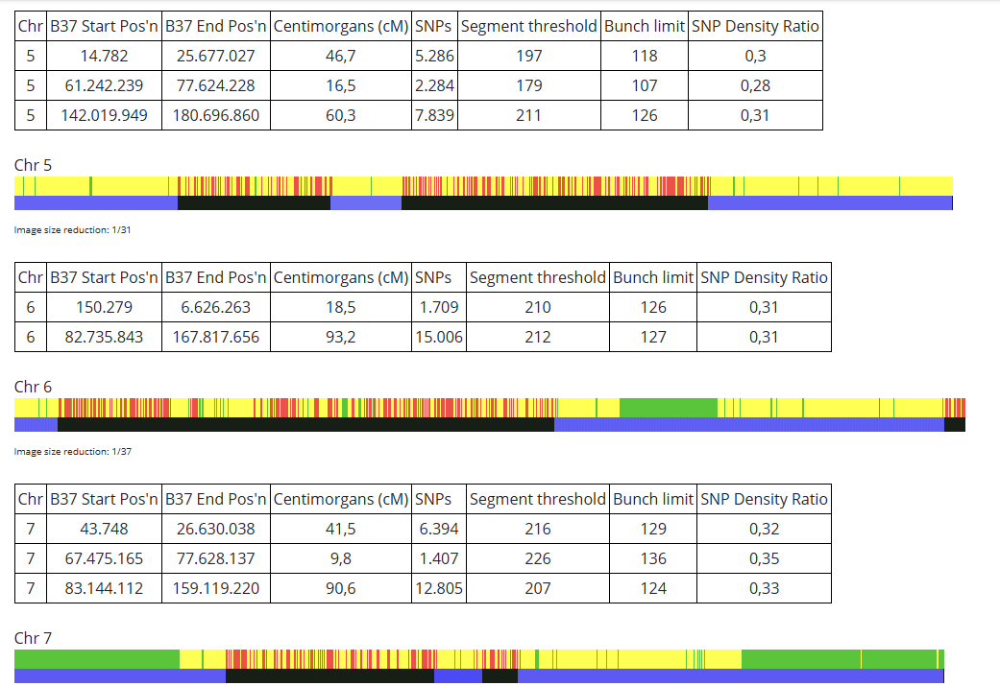 Chr B37 Start Pos'n B37 End Pos'n Centimorgans (cM) SNPs Segment threshold Bunch limit SNP Density Ratio
5 14.782 25.677.027 46,7 5.286 197 118 0,3
5 61.242.239 77.624.228 16,5 2.284 179 107 0,28
5 142.019.949 180.696.860 60,3 7.839 211 126 0,31
Chr 5
Image size reduction: 1/31
Chr B37 Start Pos'n B37 End Pos'n Centimorgans (cM) SNPs Segment threshold Bunch limit SNP Density Ratio
6 150.279 6.626.263 18,5 1.709 210 126 0,31
6 82.735.843 167.817.656 93,2 15.006 212 127 0,31
Chr 6
Image size reduction: 1/37
Chr B37 Start Pos'n B37 End Pos'n Centimorgans (cM) SNPs Segment threshold Bunch limit SNP Density Ratio
7 43.748 26.630.038 41,5 6.394 216 129 0,32
7 67.475.165 77.628.137 9,8 1.407 226 136 0,35
7 83.144.112 159.119.220 90,6 12.805 207 124 0,33
Chr 7